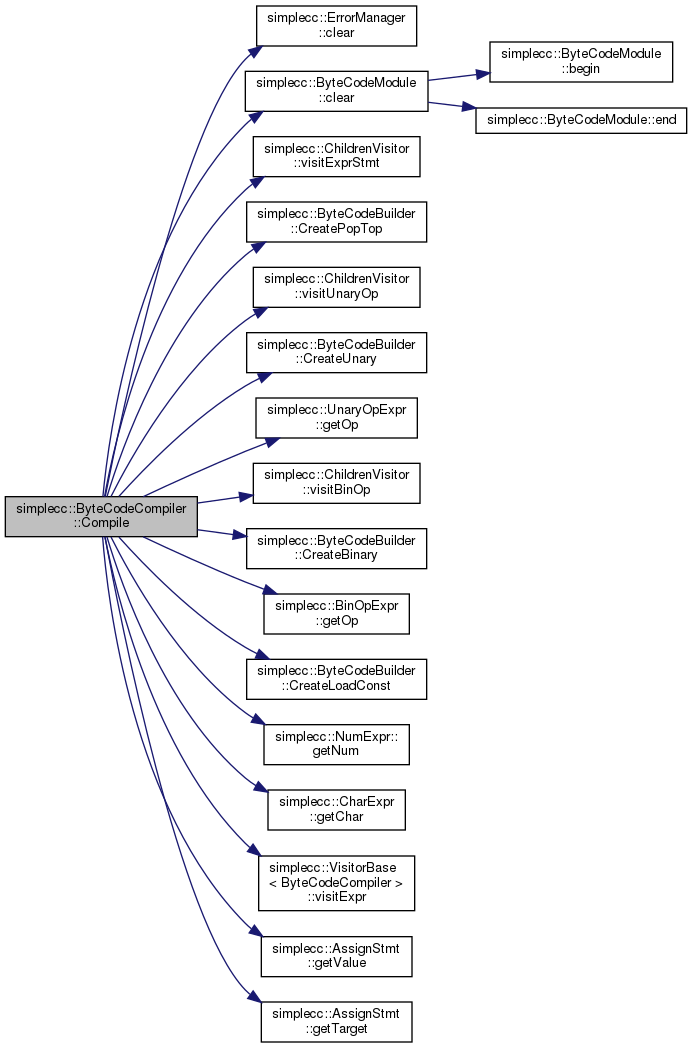 simplecc::ErrorManager
::clear
simplecc::ByteCodeModule
::clear
simplecc::ByteCodeModule
::begin
simplecc::ByteCodeModule::end
simplecc::ChildrenVisitor
::visitExprStmt
simplecc::ByteCodeBuilder
::CreatePopTop
simplecc::ChildrenVisitor
::visitUnaryOp
simplecc::ByteCodeBuilder
::CreateUnary
simplecc::UnaryOpExpr
::getOp
simplecc::ChildrenVisitor
::visitBinOp
simplecc::ByteCodeCompiler
::Compile
simplecc::ByteCodeBuilder
::CreateBinary
simplecc::BinOpExpr
::getOp
simplecc::ByteCodeBuilder
::CreateLoadConst
simplecc::NumExpr::
getNum
simplecc::CharExpr
::getChar
simplecc::VisitorBase
< ByteCodeCompiler >
::visitExpr
simplecc::AssignStmt
::getValue
simplecc::AssignStmt
::getTarget